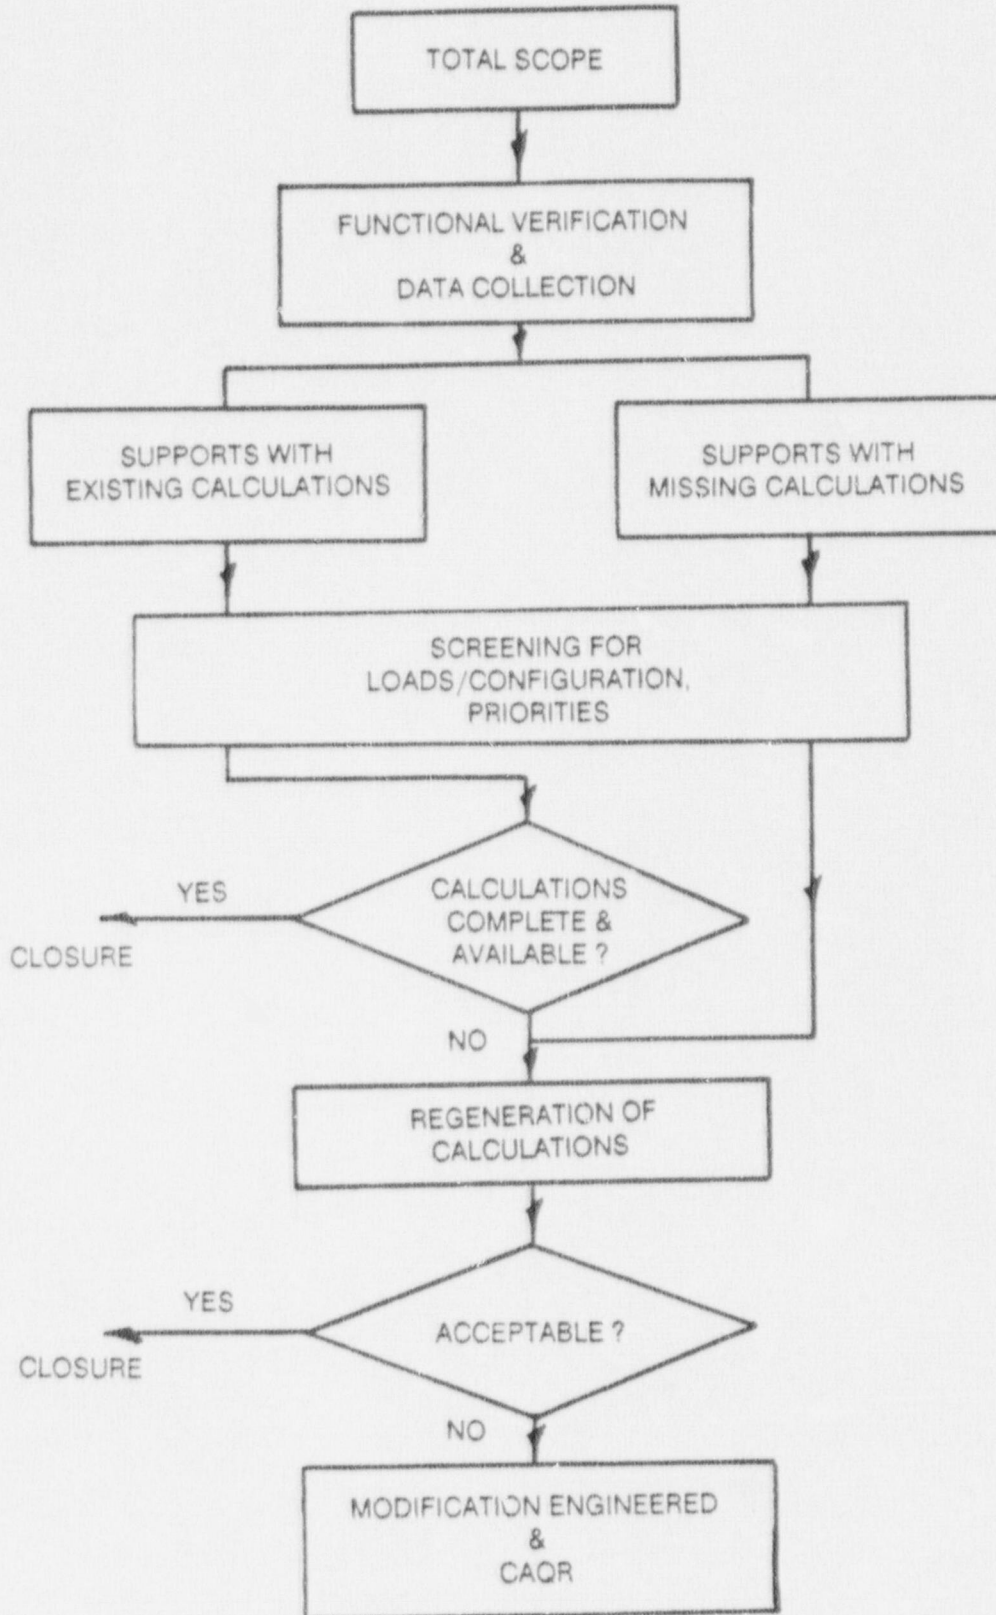 TOTAL SCOPE
FUNCTIONAL VERIFICATION
&
DATA COLLECTION
SUPPORTS WITH
EXISTING CALCULATIONS
SUPPORTS WITH
MISSING CALCULATIONS
SCREENING FOR
LOADS/CONFIGURATION,
PRIORITIES
CALCULATIONS
COMPLETE &
AVAILABLE ?
YES
CLOSURE
NO
REGENERATION OF
CALCULATIONS
ACCEPTABLE ?
YES
CLOSURE
NO
MODIFICATION ENGINEERED
&
CAQR